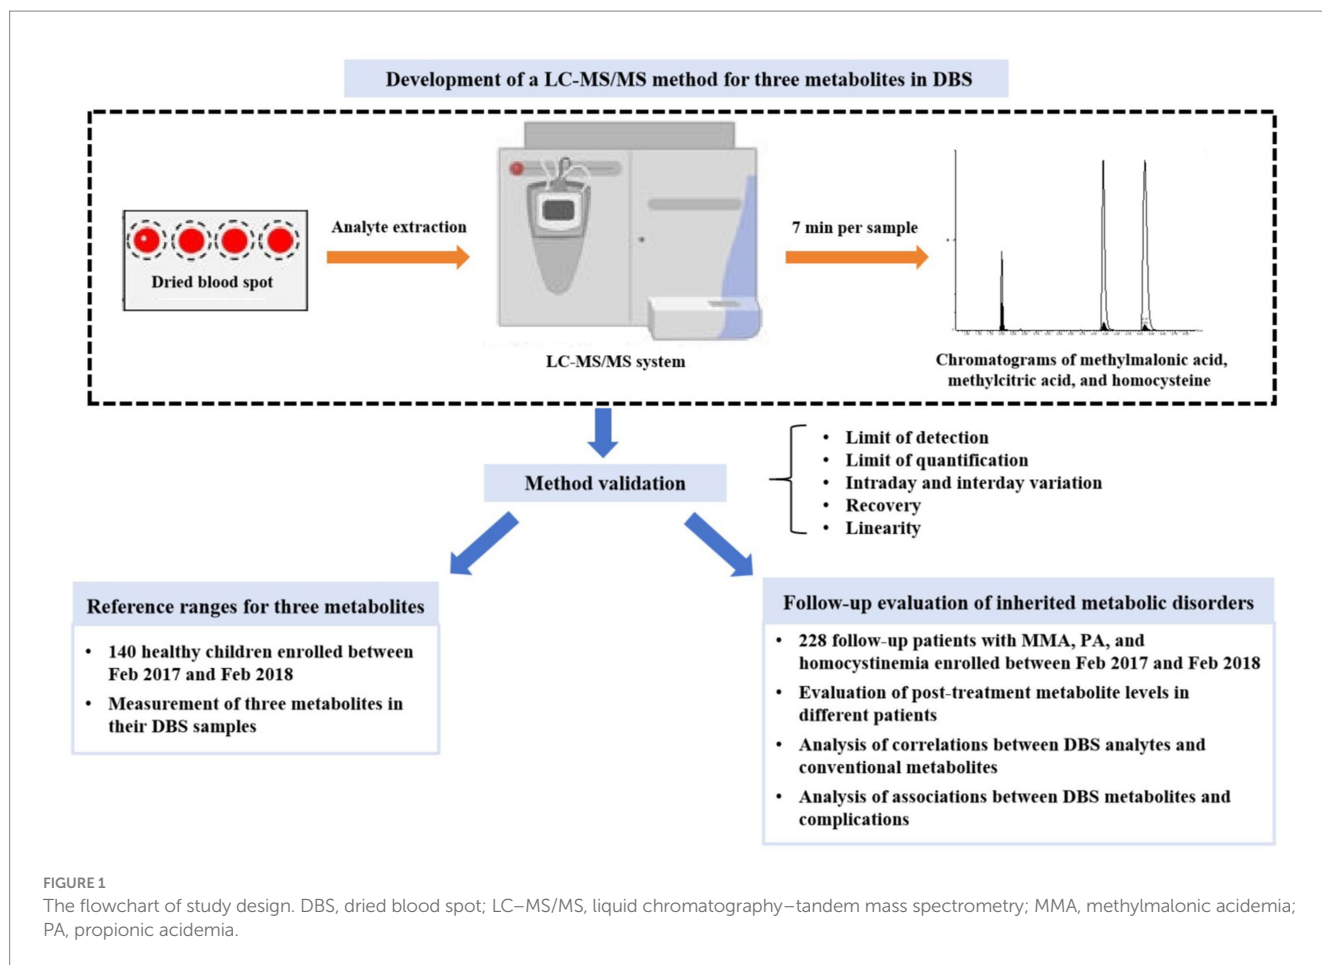 Development of a LC-MS/MS method for three metabolites in DBS
Dried blood spot
Analyte extraction
LC-MS/MS system
7 min per sample
Chromatograms of methylmalonic acid,
methylcitric acid, and homocysteine
Method validation
• Limit of detection
• Limit of quantification
• Intraday and interday variation
• Recovery
• Linearity
Reference ranges for three metabolites
• 140 healthy children enrolled between
Feb 2017 and Feb 2018
• Measurement of three metabolites in
their DBS samples
Follow-up evaluation of inherited metabolic disorders
• 228 follow-up patients with MMA, PA, and
homocystinemia enrolled between Feb 2017 and Feb 2018
• Evaluation of post-treatment metabolite levels in
different patients
• Analysis of correlations between DBS analytes and
conventional metabolites
• Analysis of associations between DBS metabolites and
complications
FIGURE 1
The flowchart of study design. DBS, dried blood spot; LC–MS/MS, liquid chromatography–tandem mass spectrometry; MMA, methylmalonic acidemia;
PA, propionic acidemia.